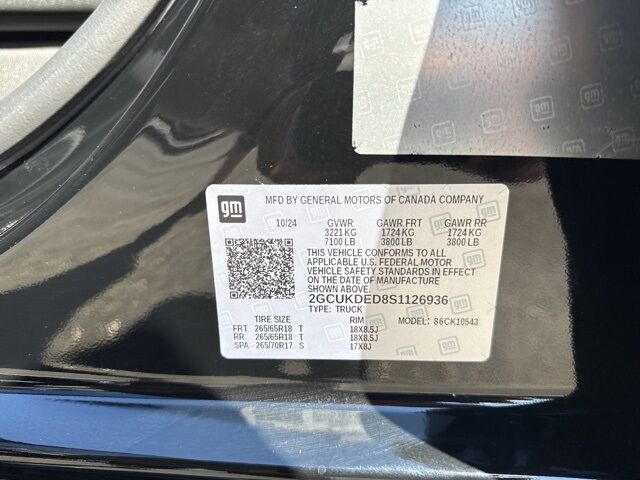 gm
MFD BY GENERAL MOTORS OF CANADA COMPANY
10/24 GVWR GAWR FRT GAWR RR
3221 KG 1724 KG 1724 KG
7100 LB 3800 LB 3800 LB
THIS VEHICLE CONFORMS TO ALL
APPLICABLE U.S. FEDERAL MOTOR
VEHICLE SAFETY STANDARDS IN EFFECT
ON THE DATE OF MANUFACTURE
SHOWN ABOVE.
2GCUKDED8S1126936
TYPE: TRUCK
MODEL: 86CK10543
TIRE SIZE RIM
FRT 265/65R18 T 18X8.5J
RR 265/65R18 T 18X8.5J
SPA 265/70R17 S 17X8J